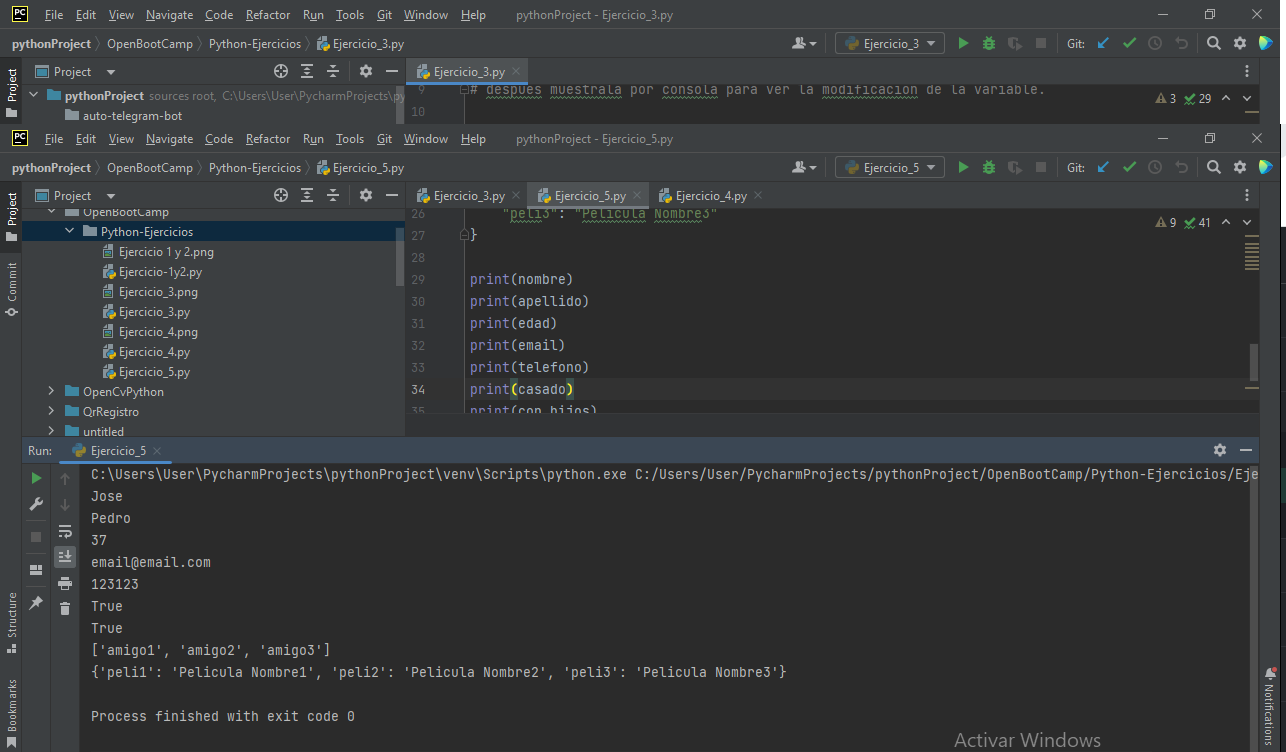 PC File Edit View Navigate Code Refactor Run Tools Git Window Help pythonProject - Ejercicio_3.py
pythonProject OpenBootCamp Python-Ejercicios Ejercicio_3.py Ejercicio_3 Git:
Project Ejercicio_3.py
Project
pythonProject sources root, C:\Users\User\PycharmProjects\py
auto-telegram-bot
9 # despues muestrala por consola para ver la modificacion de la variable.
3 29
10
PC File Edit View Navigate Code Refactor Run Tools Git Window Help pythonProject - Ejercicio_5.py
pythonProject OpenBootCamp Python-Ejercicios Ejercicio_3.py Ejercicio_5 Git:
Project Ejercicio_3.py Ejercicio_5.py Ejercicio_4.py
Project
Commit
OpenBootCamp
Python-Ejercicios
Ejercicio 1 y 2.png
Ejercicio-1y2.py
Ejercicio_3.png
Ejercicio_3.py
Ejercicio_4.png
Ejercicio_4.py
Ejercicio_5.py
OpenCvPython
QrRegistro
untitled
26 "peli3": "Pelicula Nombre3"
9 41
27 }
28
29 print(nombre)
30 print(apellido)
31 print(edad)
32 print(email)
33 print(telefono)
34 print(casado)
35 print(con_hijos)
Run: Ejercicio_5
C:\Users\User\PycharmProjects\pythonProject\venv\Scripts\python.exe C:/Users/User/PycharmProjects/pythonProject/OpenBootCamp/Python-Ejercicios/Eje
Jose
Pedro
37
email@email.com
123123
True
True
['amigo1', 'amigo2', 'amigo3']
{'peli1': 'Pelicula Nombre1', 'peli2': 'Pelicula Nombre2', 'peli3': 'Pelicula Nombre3'}
Process finished with exit code 0
Structure
Bookmarks
Notifications
Activar Windows